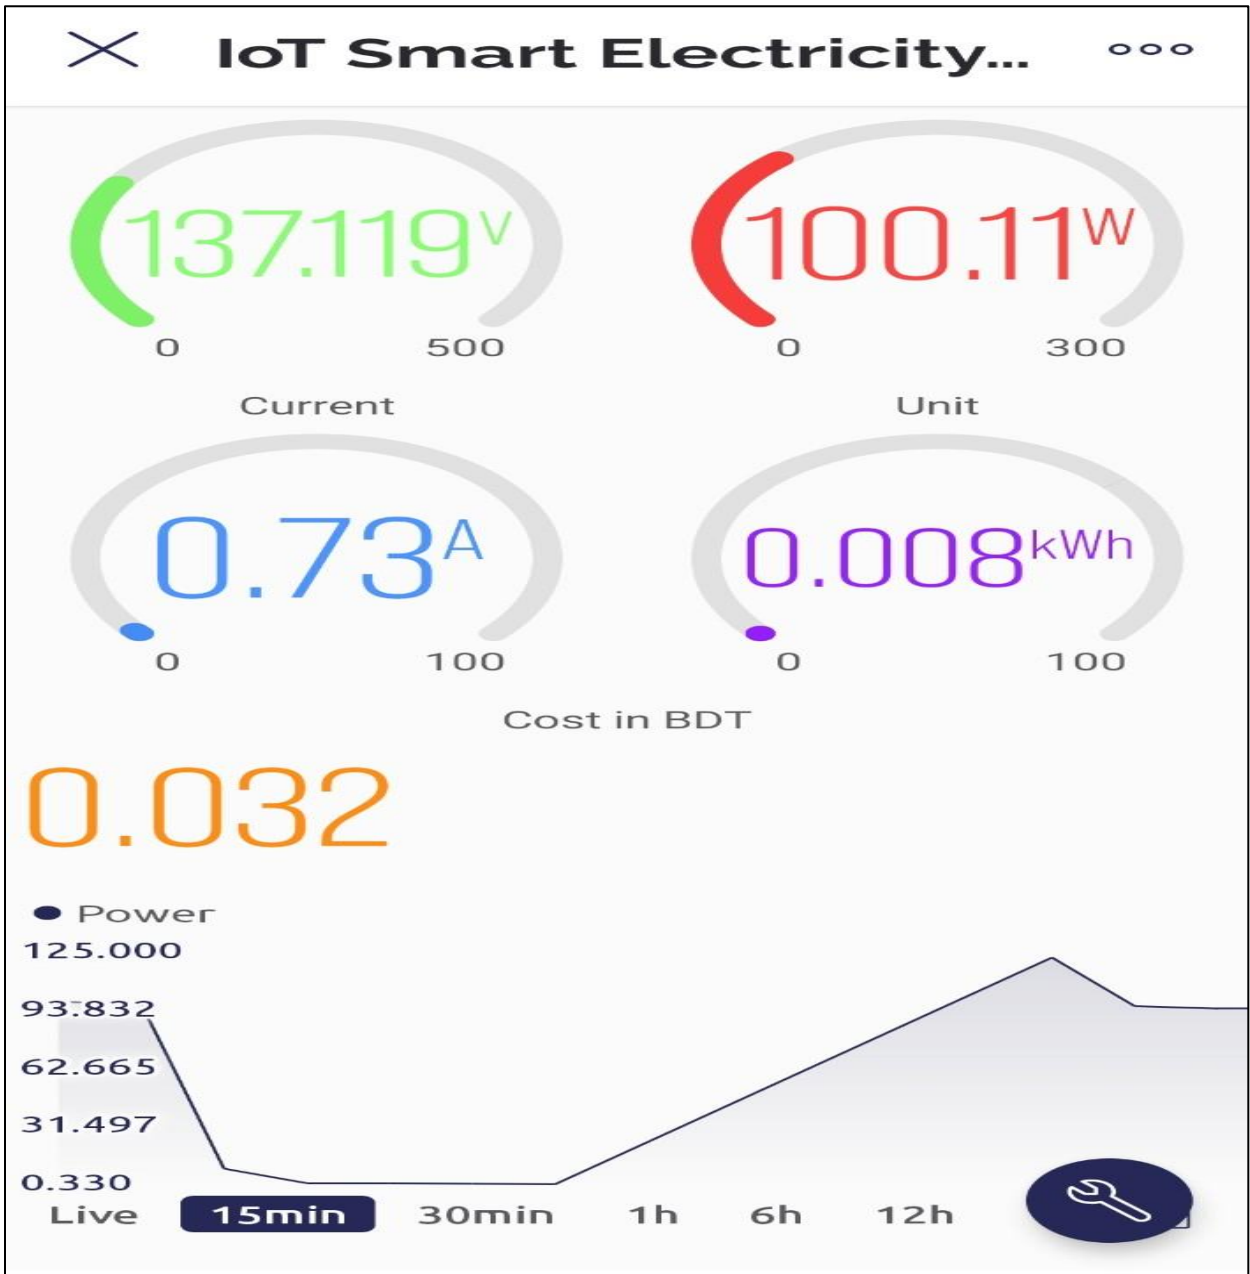 IoT Smart Electricity...
137.119V 100.11W
0 500 0 300
Current Unit
0.73A 0.008kWh
0 100 0 100
Cost in BDT
0.032
Power
125.000
93.832
62.665
31.497
0.330
Live 15min 30min 1h 6h 12h